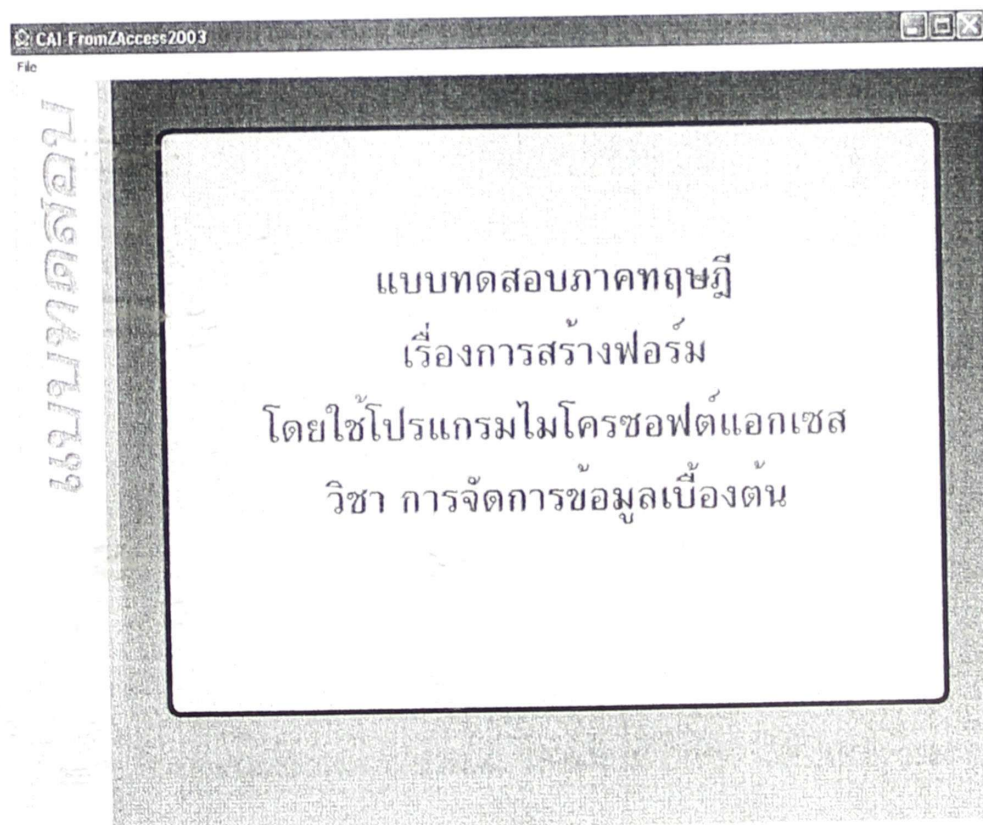 CAI-FromZAccess2003
File
แบบทดสอบ
แบบทดสอบภาคทฤษฎี
เรื่องการสร้างฟอร์ม
โดยใช้โปรแกรมไมโครซอฟต์แอกเซส
วิชา การจัดการข้อมูลเบื้องต้น